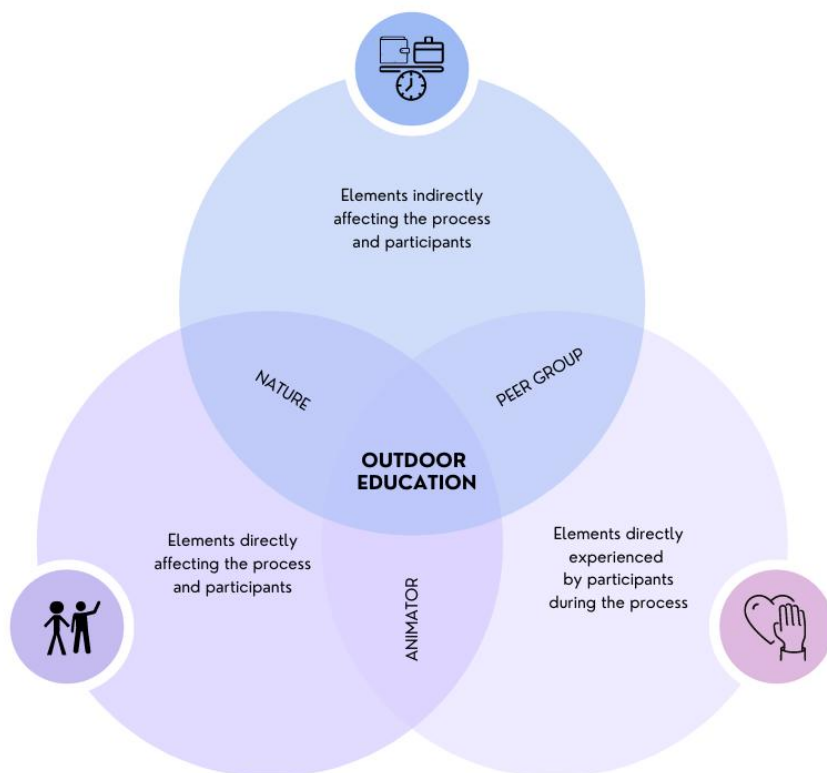 Elements indirectly
affecting the process
and participants
NATURE
PEER GROUP
OUTDOOR
EDUCATION
Elements directly
affecting the process
and participants
Elements directly
experienced
by participants
during the process
ANIMATOR